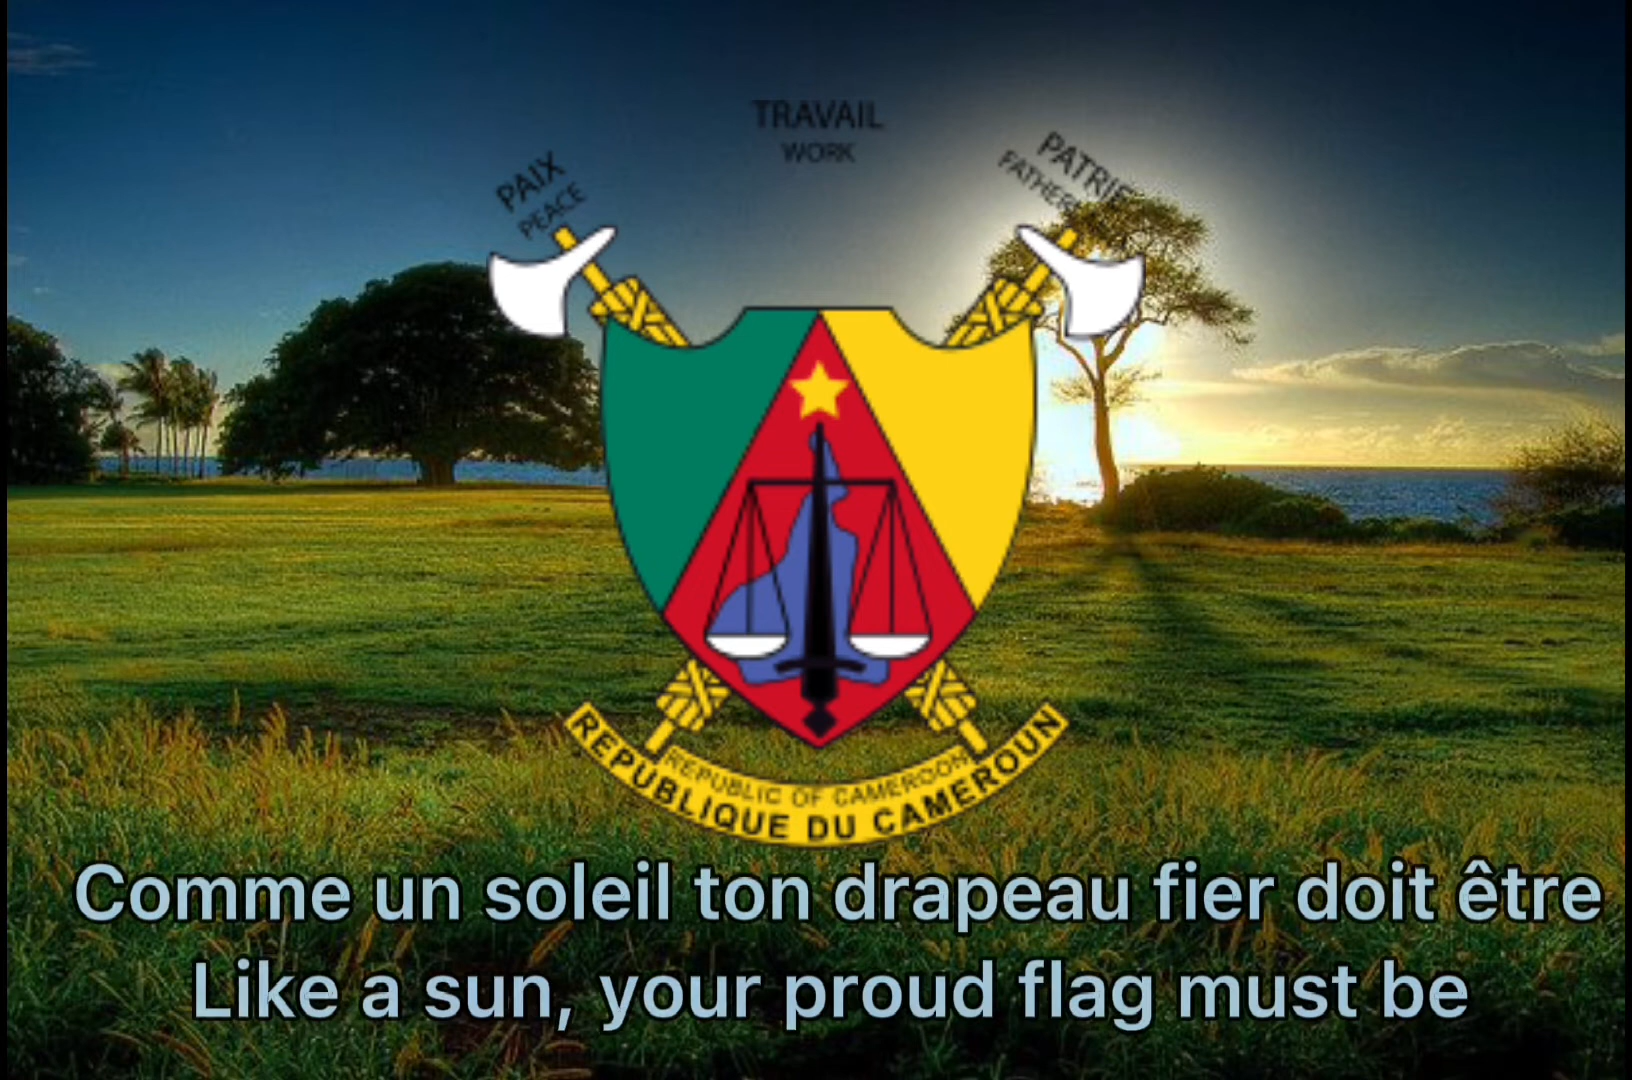 TRAVAIL
WORK
PAIX
PEACE
PATRIE
FATHER
REPUBLIC OF CAMEROON
REPUBLIQUE DU CAMEROUN
Comme un soleil ton drapeau fier doit être
Like a sun, your proud flag must be